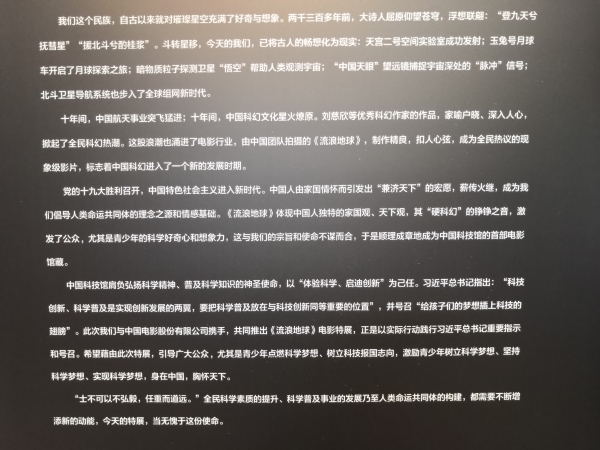 我们这个民族，自古以来就对璀璨星空充满了好奇与想象。两千三百多年前，大诗人屈原仰望苍穹，浮想联翩：“登九天兮
抚彗星”“援北斗兮酌桂浆”。斗转星移，今天的我们，已将古人的畅想化为现实：天宫二号空间实验室成功发射；玉兔号月球
车开启了月球探索之旅；暗物质粒子探测卫星“悟空”帮助人类观测宇宙；“中国天眼”望远镜捕捉宇宙深处的“脉冲”信号；
北斗卫星导航系统也步入了全球组网新时代。
十年间，中国航天事业突飞猛进；十年间，中国科幻文化星火燎原。刘慈欣等优秀科幻作家的作品，家喻户晓、深入人心，
掀起了全民科幻热潮。这股浪潮也涌进了电影行业，由中国团队拍摄的《流浪地球》，制作精良，扣人心弦，成为全民热议的现
象级影片，标志着中国科幻进入了一个新的发展时期。
党的十九大胜利召开，中国特色社会主义进入新时代。中国人由家国情怀而引发出“兼济天下”的宏愿，薪传火继，成为我
们倡导人类命运共同体的理念之源和情感基础。《流浪地球》体现中国人独特的家国观、天下观，其“硬科幻”的铮铮之音，激
发了公众，尤其是青少年的科学好奇心和想象力，这与我们的宗旨和使命不谋而合，于是顺理成章地成为中国科技馆的首部电影
馆藏。
中国科技馆肩负弘扬科学精神、普及科学知识的神圣使命，以“体验科学、启迪创新”为己任。习近平总书记指出：“科技
创新、科学普及是实现创新发展的两翼，要把科学普及放在与科技创新同等重要的位置”，并号召“给孩子们的梦想插上科技的
翅膀”。此次我们与中国电影股份有限公司携手，共同推出《流浪地球》电影特展，正是以实际行动践行习近平总书记重要指示
和号召。希望藉由此次特展，引导广大公众，尤其是青少年点燃科学梦想、树立科技报国志向，激励青少年树立科学梦想、坚持
科学梦想、实现科学梦想，身在中国，胸怀天下。
“士不可以不弘毅，任重而道远。”全民科学素质的提升、科学普及事业的发展乃至人类命运共同体的构建，都需要不断增
添新的动能，今天的特展，当无愧于这份使命。